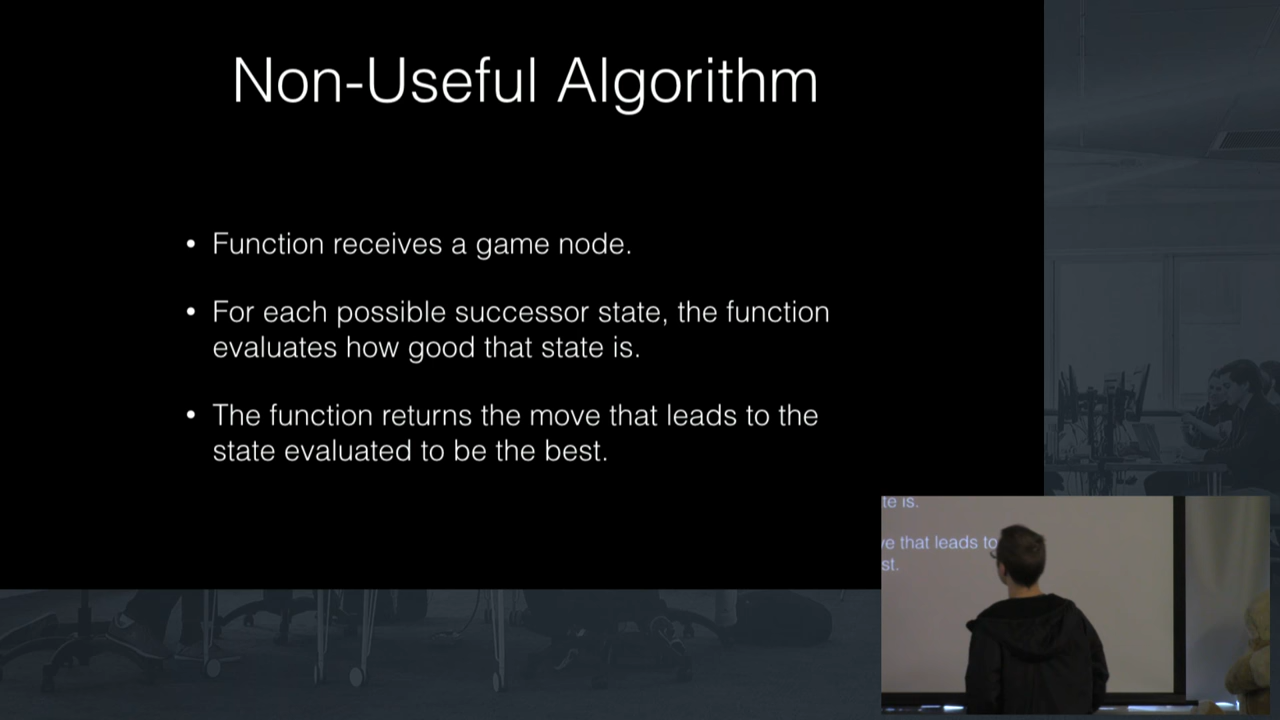 Non-Useful Algorithm
• Function receives a game node.
• For each possible successor state, the function
evaluates how good that state is.
• The function returns the move that leads to the
state evaluated to be the best.
te is.
ve that leads to
st.